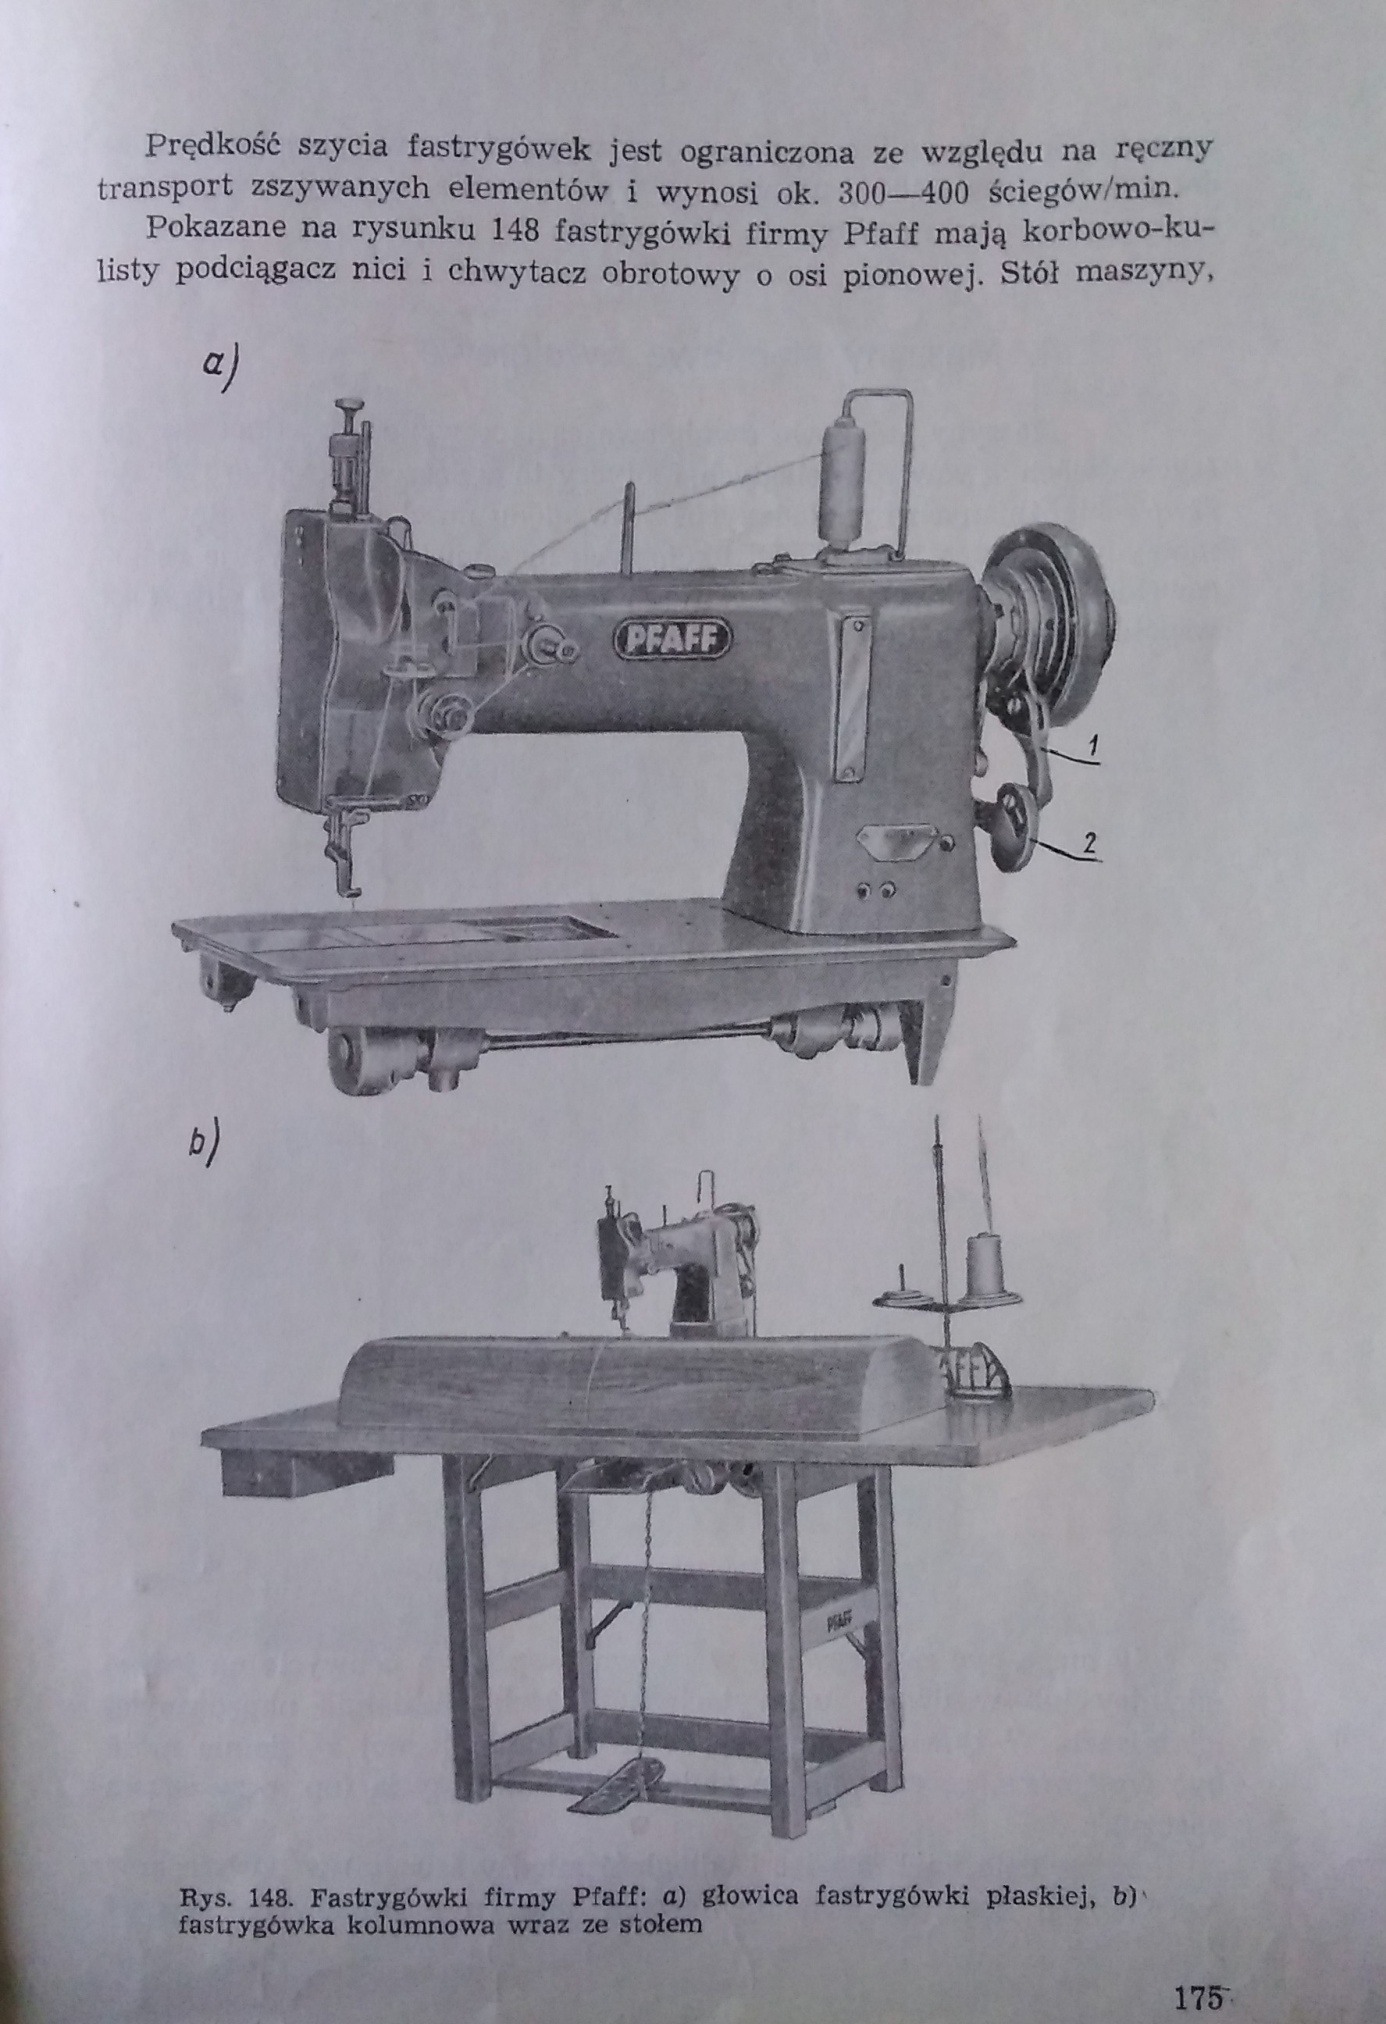 Prędkość szycia fastrygówek jest ograniczona ze względu na ręczny
transport zszywanych elementów i wynosi ok. 300—400 ściegów/min.
Pokazane na rysunku 148 fastrygówki firmy Pfaff mają korbowo-ku-
listy podciągacz nici i chwytacz obrotowy o osi pionowej. Stół maszyny,
a)
PFAFF
1
2
b)
PFAFF
Rys. 148. Fastrygówki firmy Pfaff: a) głowica fastrygówki płaskiej, b)
fastrygówka kolumnowa wraz ze stołem
175